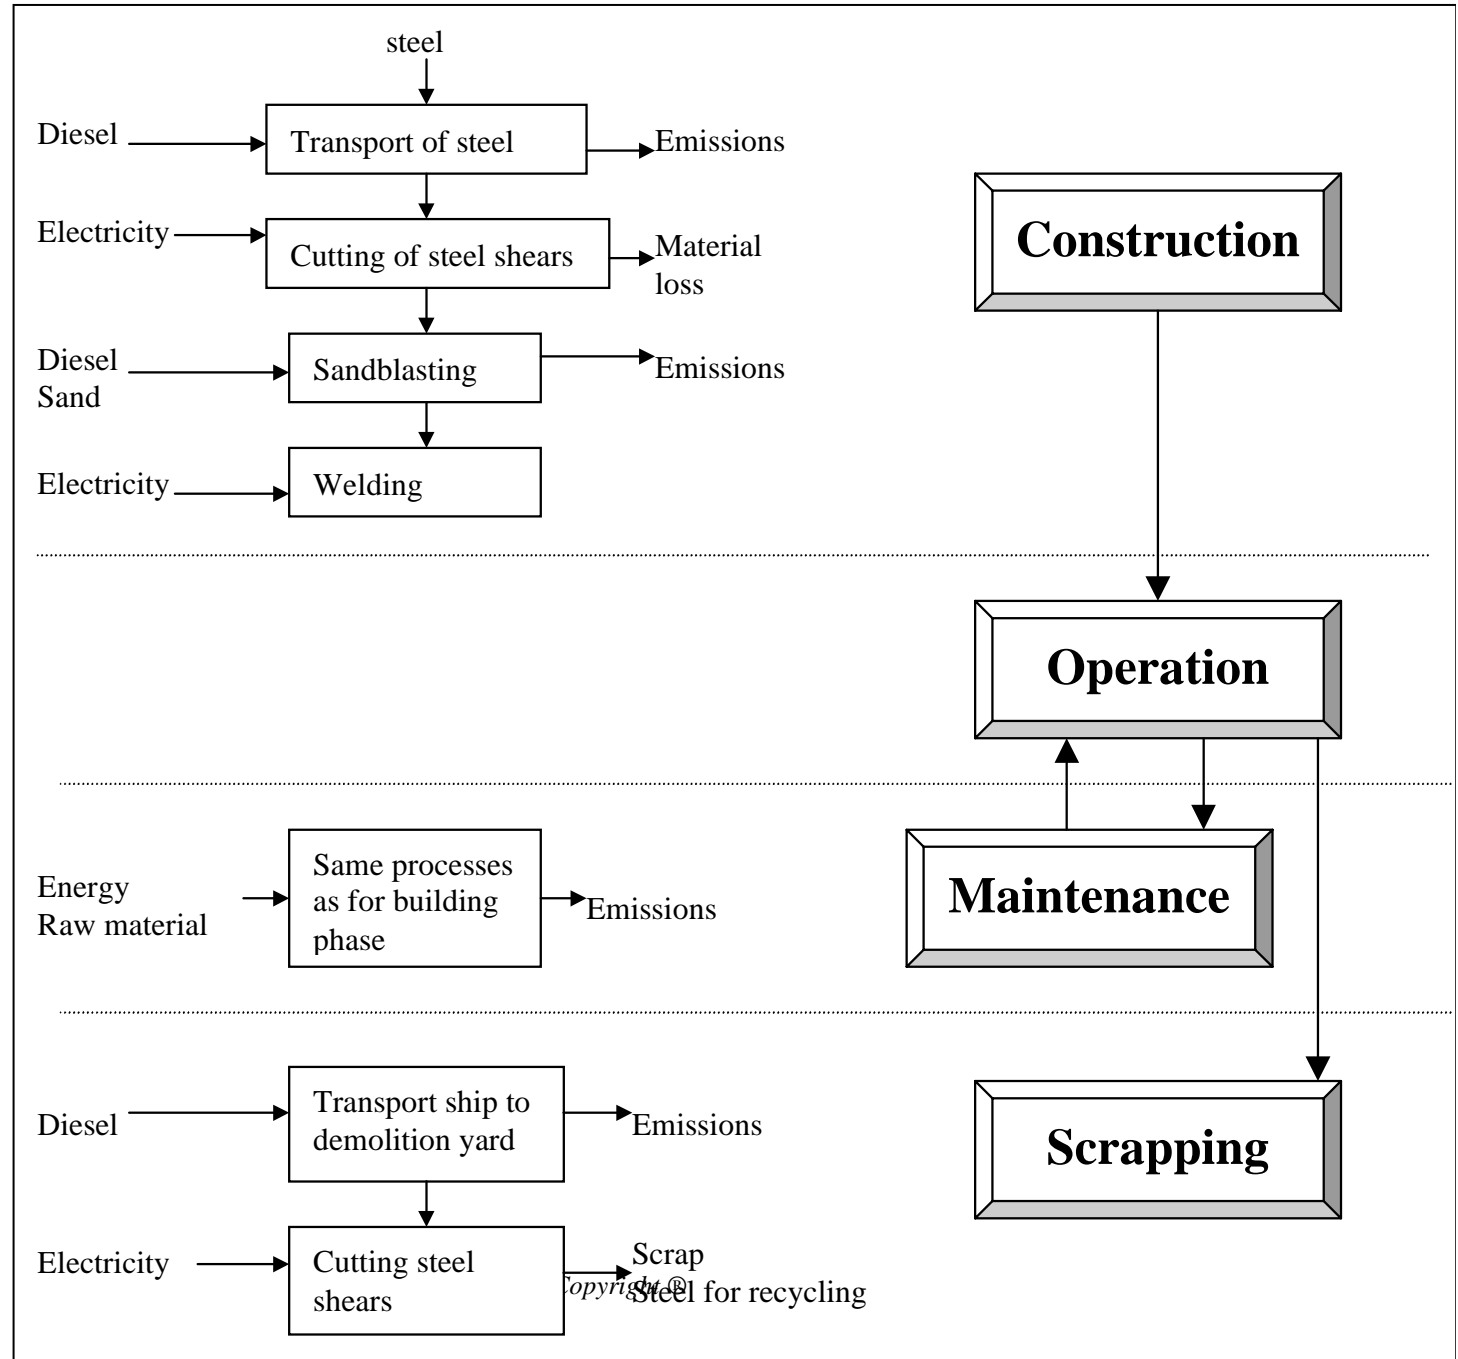 steel
Diesel
Transport of steel
Emissions
Electricity
Cutting of steel shears
Material
loss
Construction
Diesel
Sand
Sandblasting
Emissions
Electricity
Welding
Operation
Energy
Raw material
Same processes
as for building
phase
Emissions
Maintenance
Diesel
Transport ship to
demolition yard
Emissions
Scrapping
Electricity
Cutting steel
shears
Scrap
Steel for recycling
Copyright ®